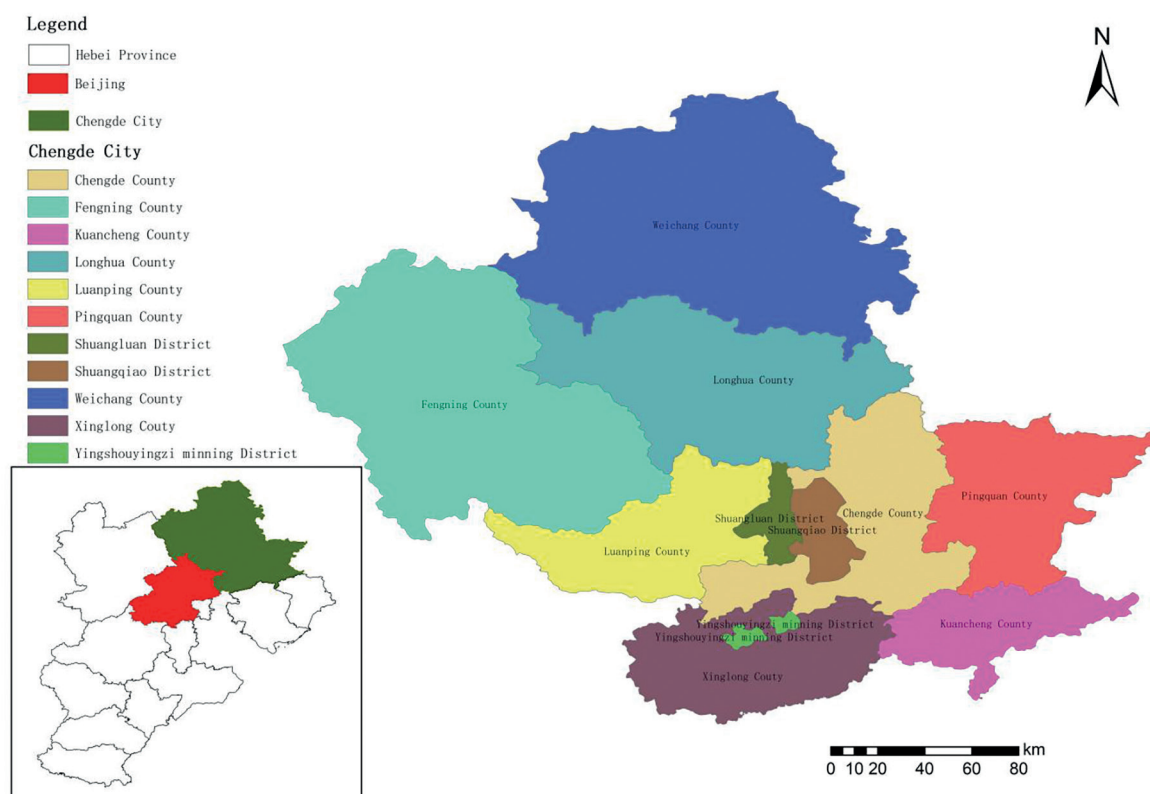 Legend
Hebei Province
Beijing
Chengde City
Chengde City
Chengde County
Fengning County
Kuancheng County
Longhua County
Luanping County
Pingquan County
Shuangluan District
Shuangqiao District
Weichang County
Xinglong Couty
Yingshouyingzi minning District
N
Weichang County
Longhua County
Fengning County
Pingquan County
Chengde County
Shuangluan District
Shuangqiao District
Luanping County
Yingshouyingzi minning District
Yingshouyingzi minning District
Kuancheng County
Xinglong Couty
km
0 10 20 40 60 80